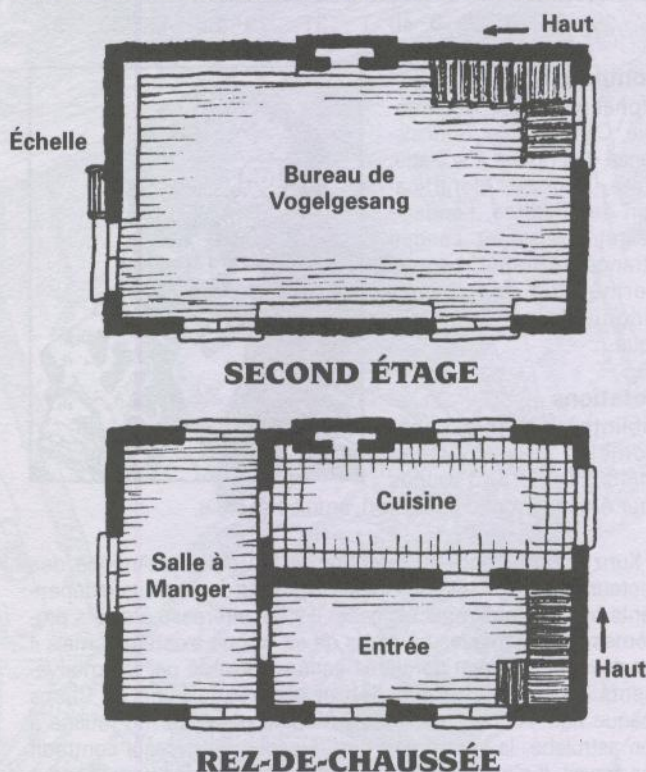 Haut
Échelle
Bureau de
Vogelgesang
SECOND ÉTAGE
Cuisine
Salle à
Manger
Entrée
Haut
REZ-DE-CHAUSSÉE